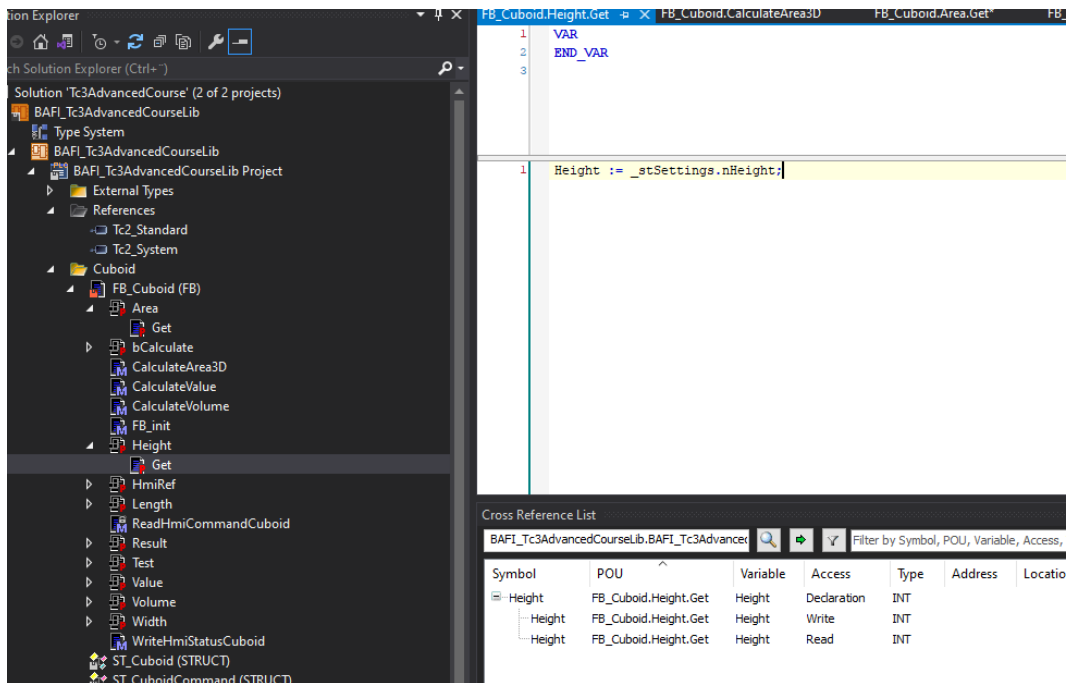 tion Explorer
ch Solution Explorer (Ctrl+¨)
Solution 'Tc3AdvancedCourse' (2 of 2 projects)
BAFI_Tc3AdvancedCourseLib
Type System
BAFI_Tc3AdvancedCourseLib
BAFI_Tc3AdvancedCourseLib Project
External Types
References
Tc2_Standard
Tc2_System
Cuboid
FB_Cuboid (FB)
Area
Get
bCalculate
CalculateArea3D
CalculateValue
CalculateVolume
FB_init
Height
Get
HmiRef
Length
ReadHmiCommandCuboid
Result
Test
Value
Volume
Width
WriteHmiStatusCuboid
ST_Cuboid (STRUCT)
ST_CuboidCommand (STRUCT)
FB_Cuboid.Height.Get FB_Cuboid.CalculateArea3D FB_Cuboid.Area.Get* FB_
1 VAR
2 END_VAR
3
1 Height := _stSettings.nHeight;
Cross Reference List
BAFI_Tc3AdvancedCourseLib.BAFI_Tc3Advanced Filter by Symbol, POU, Variable, Access,
Symbol POU Variable Access Type Address Locatio
Height FB_Cuboid.Height.Get Height Declaration INT
Height FB_Cuboid.Height.Get Height Write INT
Height FB_Cuboid.Height.Get Height Read INT